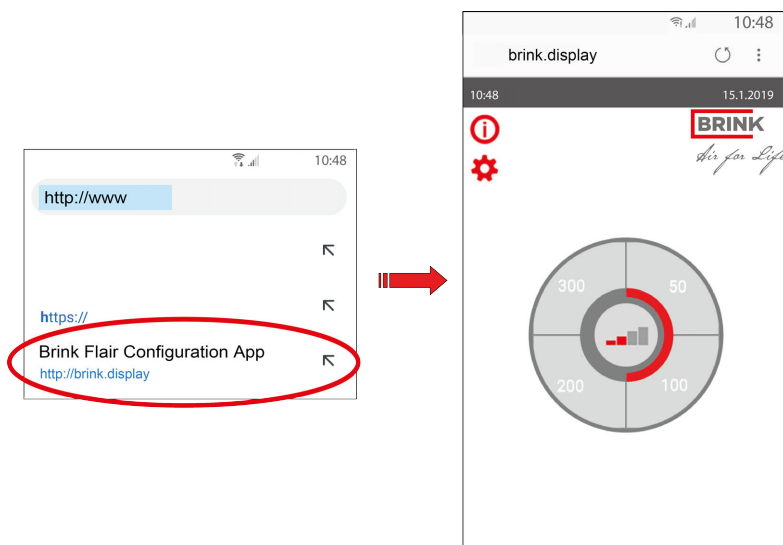 10:48
http://www
https://
Brink Flair Configuration App
http://brink.display
10:48
brink.display
10:48 15.1.2019
BRINK
Air for Life
300 50
200 100